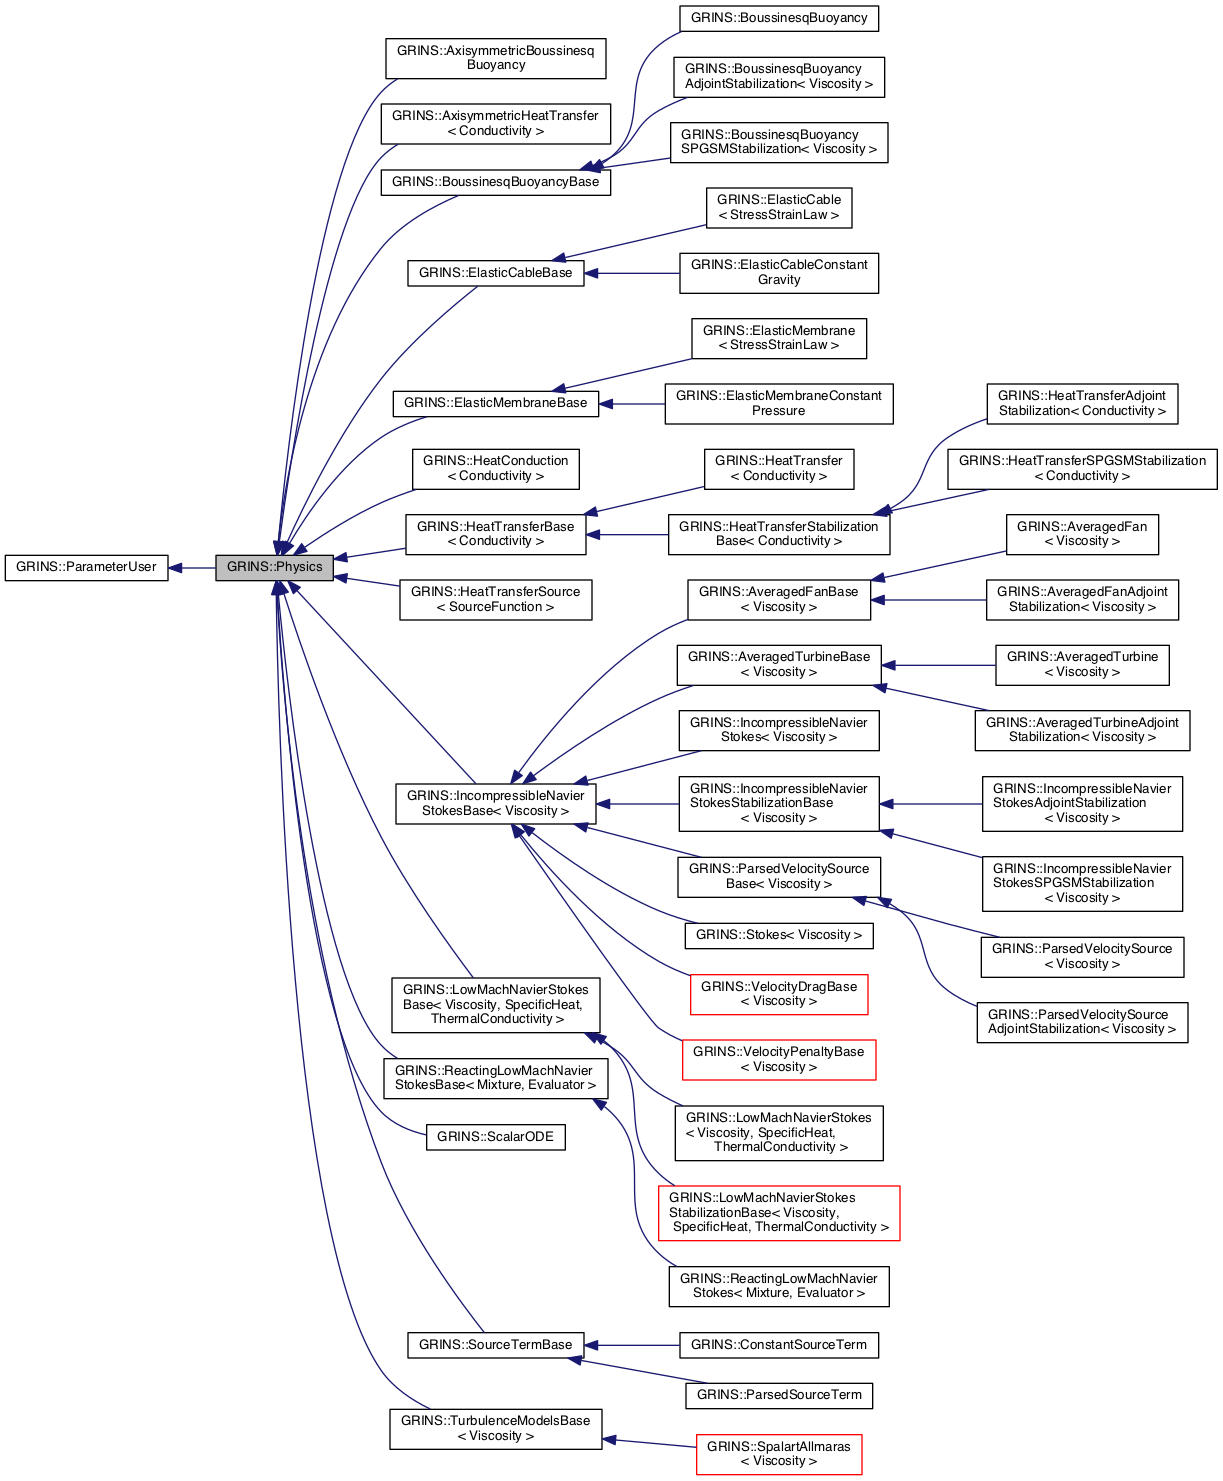 GRINS::ParameterUser
GRINS::Physics
GRINS::AxisymmetricBoussinesq
Buoyancy
GRINS::AxisymmetricHeatTransfer
< Conductivity >
GRINS::BoussinesqBuoyancyBase
GRINS::ElasticCableBase
GRINS::ElasticMembraneBase
GRINS::HeatConduction
< Conductivity >
GRINS::HeatTransferBase
< Conductivity >
GRINS::HeatTransferSource
< SourceFunction >
GRINS::IncompressibleNavier
StokesBase< Viscosity >
GRINS::LowMachNavierStokes
Base< Viscosity, SpecificHeat,
ThermalConductivity >
GRINS::ReactingLowMachNavier
StokesBase< Mixture, Evaluator >
GRINS::ScalarODE
GRINS::SourceTermBase
GRINS::TurbulenceModelsBase
< Viscosity >
GRINS::BoussinesqBuoyancy
GRINS::BoussinesqBuoyancy
AdjointStabilization< Viscosity >
GRINS::BoussinesqBuoyancy
SPGSMStabilization< Viscosity >
GRINS::ElasticCable
< StressStrainLaw >
GRINS::ElasticCableConstant
Gravity
GRINS::ElasticMembrane
< StressStrainLaw >
GRINS::ElasticMembraneConstant
Pressure
GRINS::HeatTransfer
< Conductivity >
GRINS::HeatTransferStabilization
Base< Conductivity >
GRINS::AveragedFanBase
< Viscosity >
GRINS::AveragedTurbineBase
< Viscosity >
GRINS::IncompressibleNavier
Stokes< Viscosity >
GRINS::IncompressibleNavier
StokesStabilizationBase
< Viscosity >
GRINS::ParsedVelocitySource
Base< Viscosity >
GRINS::Stokes< Viscosity >
GRINS::VelocityDragBase
< Viscosity >
GRINS::VelocityPenaltyBase
< Viscosity >
GRINS::LowMachNavierStokes
< Viscosity, SpecificHeat,
ThermalConductivity >
GRINS::LowMachNavierStokes
StabilizationBase< Viscosity,
SpecificHeat, ThermalConductivity >
GRINS::ReactingLowMachNavier
Stokes< Mixture, Evaluator >
GRINS::ConstantSourceTerm
GRINS::ParsedSourceTerm
GRINS::SpalartAllmaras
< Viscosity >
GRINS::HeatTransferAdjoint
Stabilization< Conductivity >
GRINS::HeatTransferSPGSMStabilization
< Conductivity >
GRINS::AveragedFan
< Viscosity >
GRINS::AveragedFanAdjoint
Stabilization< Viscosity >
GRINS::AveragedTurbine
< Viscosity >
GRINS::AveragedTurbineAdjoint
Stabilization< Viscosity >
GRINS::IncompressibleNavier
StokesAdjointStabilization
< Viscosity >
GRINS::IncompressibleNavier
StokesSPGSMStabilization
< Viscosity >
GRINS::ParsedVelocitySource
< Viscosity >
GRINS::ParsedVelocitySource
AdjointStabilization< Viscosity >